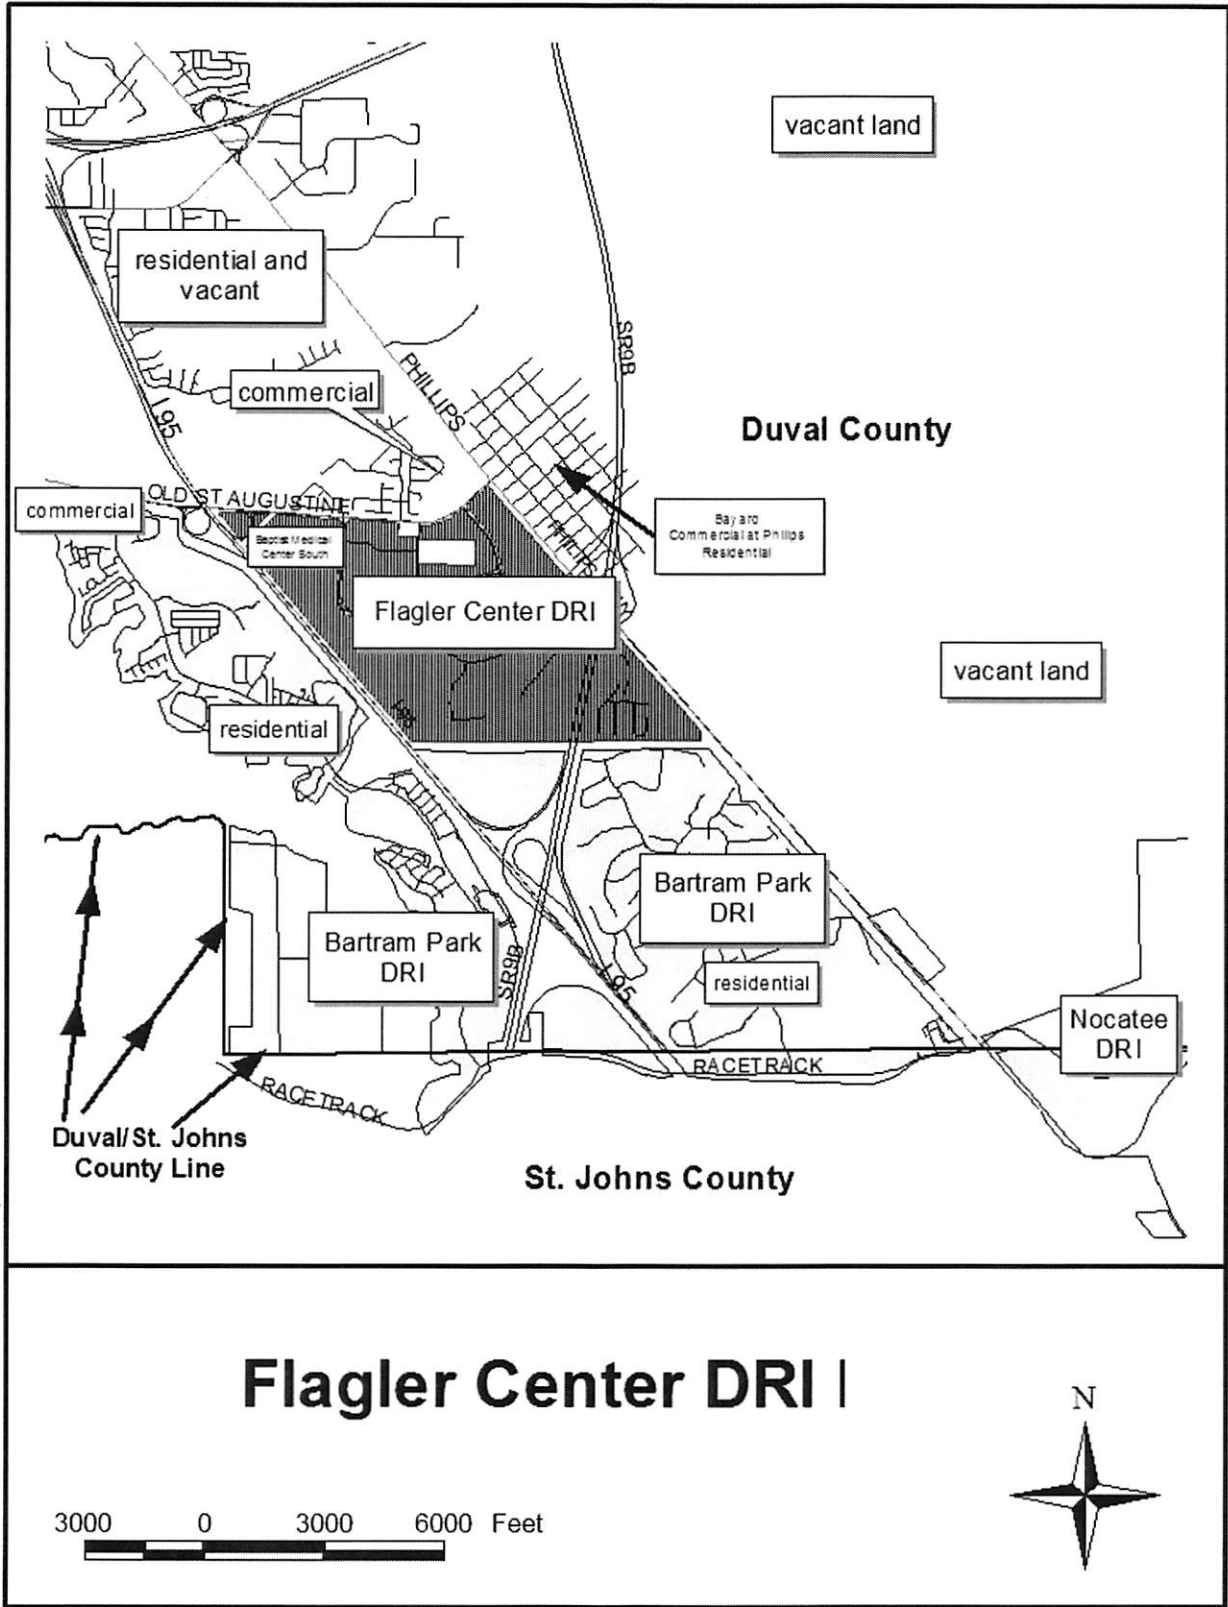 vacant land
residential and
vacant
SR9B
PHILLIPS
commercial
I 95
Duval County
OLD ST AUGUSTINE
commercial
Bayard
Commercial at Philips
Residential
Baptist Medical
Center South
Flagler Center DRI
vacant land
residential
Bartram Park
DRI
Bartram Park
DRI
SR9B
I 95
residential
Nocatee
DRI
RACETRACK
RACETRACK
Duval/St. Johns
County Line
St. Johns County
Flagler Center DRI
N
3000 0 3000 6000 Feet